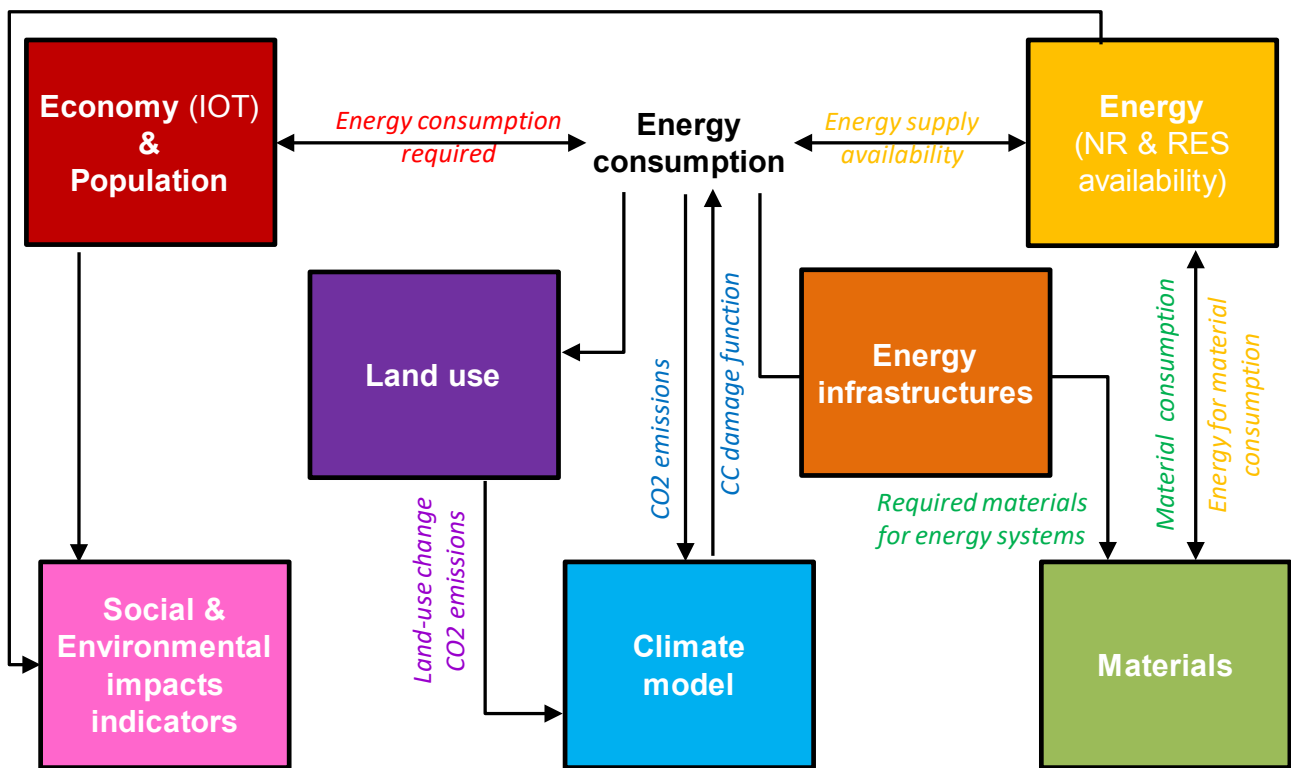 Economy (IOT)
&
Population
Energy consumption
required
Energy
consumption
Energy supply
availability
Energy
(NR & RES
availability)
Land use
CO2 emissions
CC damage function
Energy
infrastructures
Material consumption
Energy for material
consumption
Required materials
for energy systems
Land-use change
CO2 emissions
Social &
Environmental
impacts
indicators
Climate
model
Materials